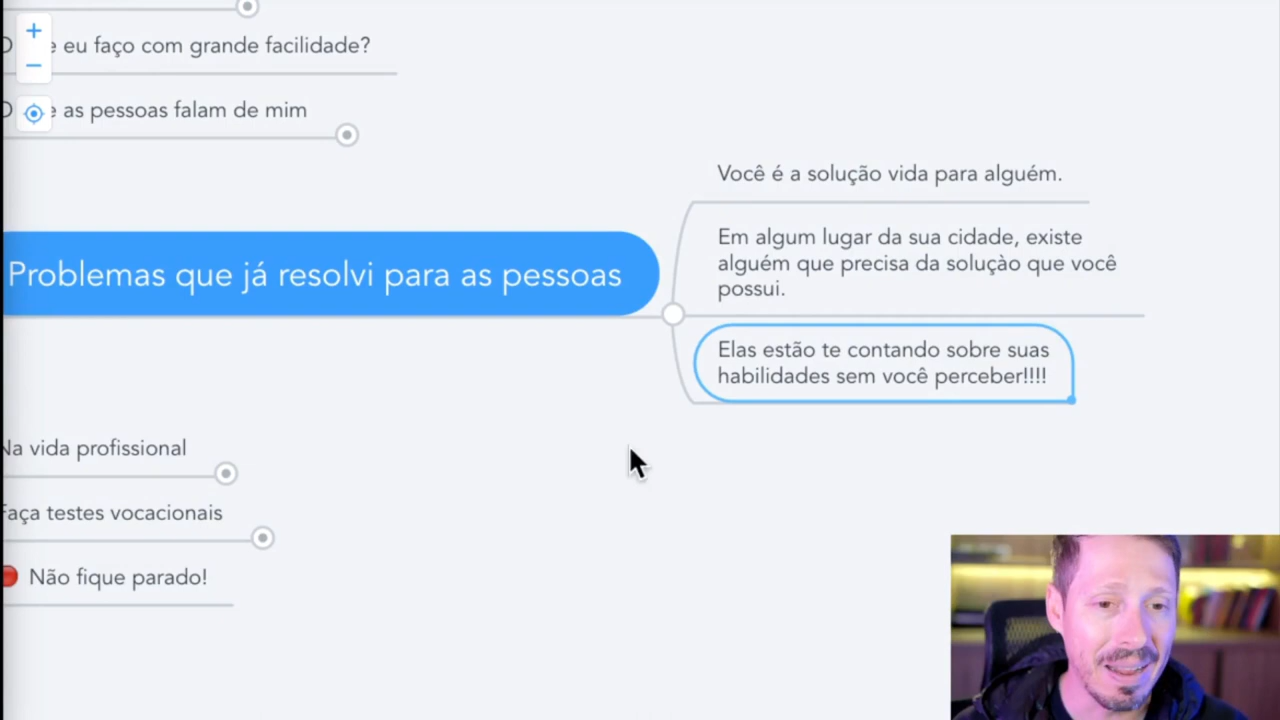 eu faço com grande facilidade?
as pessoas falam de mim
Você é a solução vida para alguém.
Em algum lugar da sua cidade, existe
alguém que precisa da soluçào que você
possui.
Problemas que já resolvi para as pessoas
Elas estão te contando sobre suas
habilidades sem você perceber!!!!
Na vida profissional
Faça testes vocacionais
Não fique parado!